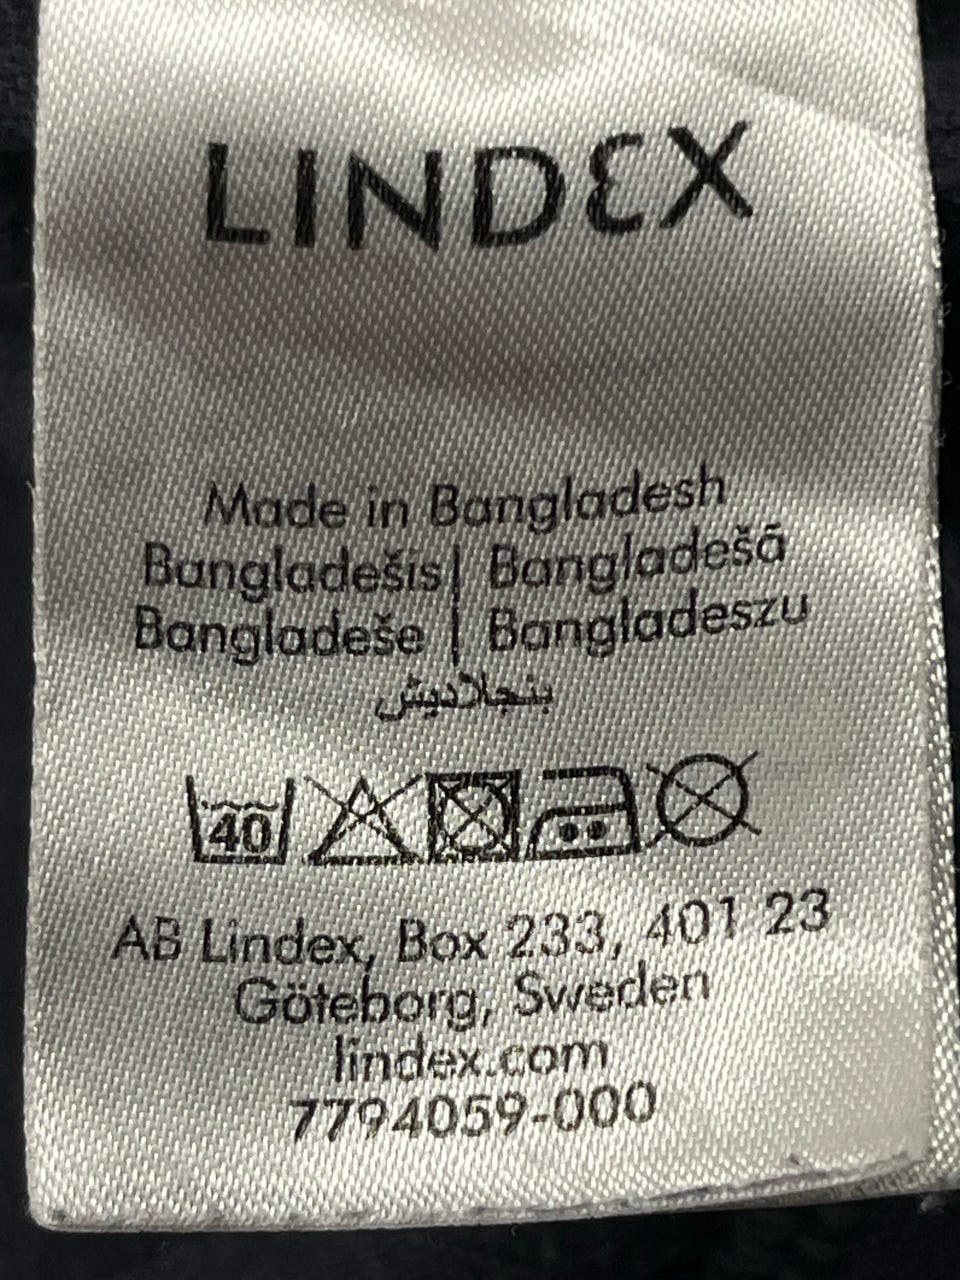 LINDEX
Made in Bangladesh
Bangladešis | Bangladešā
Bangladeše | Bangladeszu
بنجلاديش
40
AB Lindex, Box 233, 401 23
Göteborg, Sweden
lindex.com
7794059-000